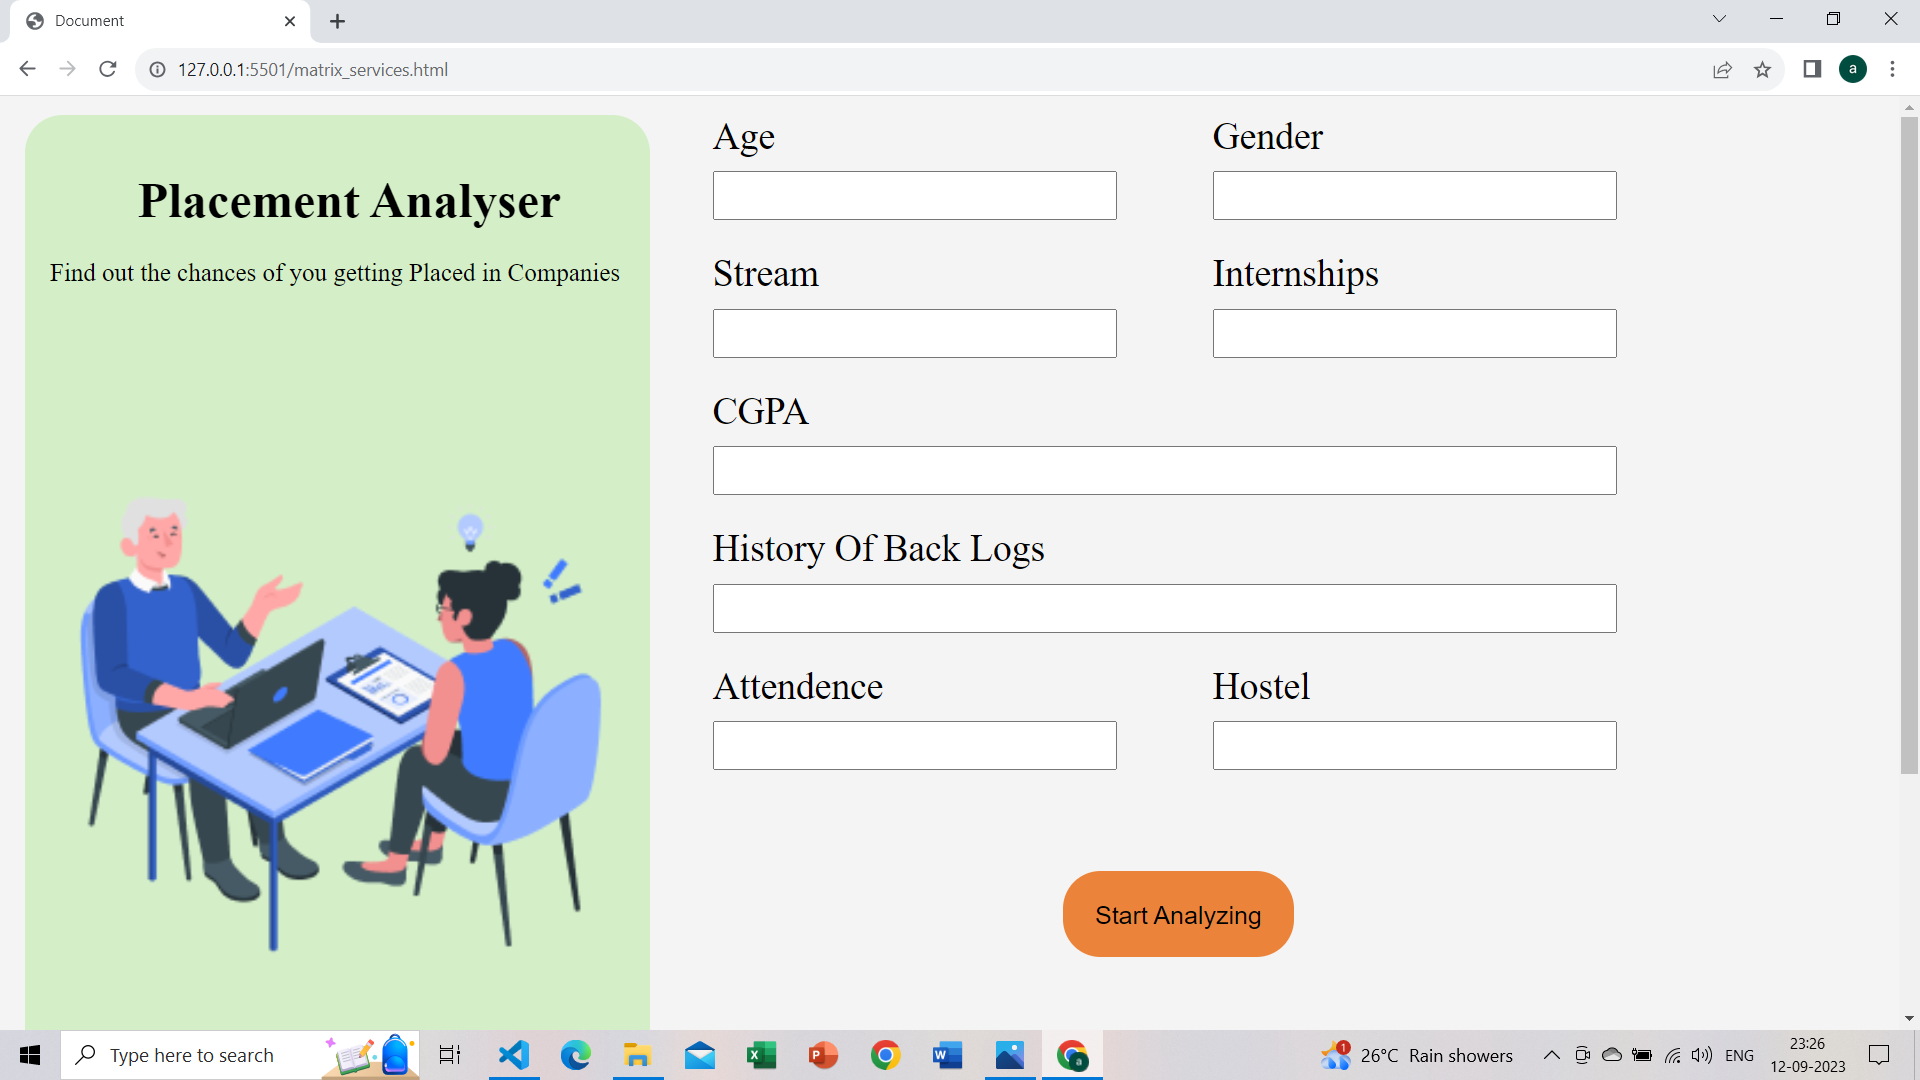 Document
127.0.0.1:5501/matrix_services.html
a
Placement Analyser
Find out the chances of you getting Placed in Companies
Age
Gender
Stream
Internships
CGPA
History Of Back Logs
Attendence
Hostel
Start Analyzing
Type here to search
1
26°C Rain showers
ENG
23:26
12-09-2023